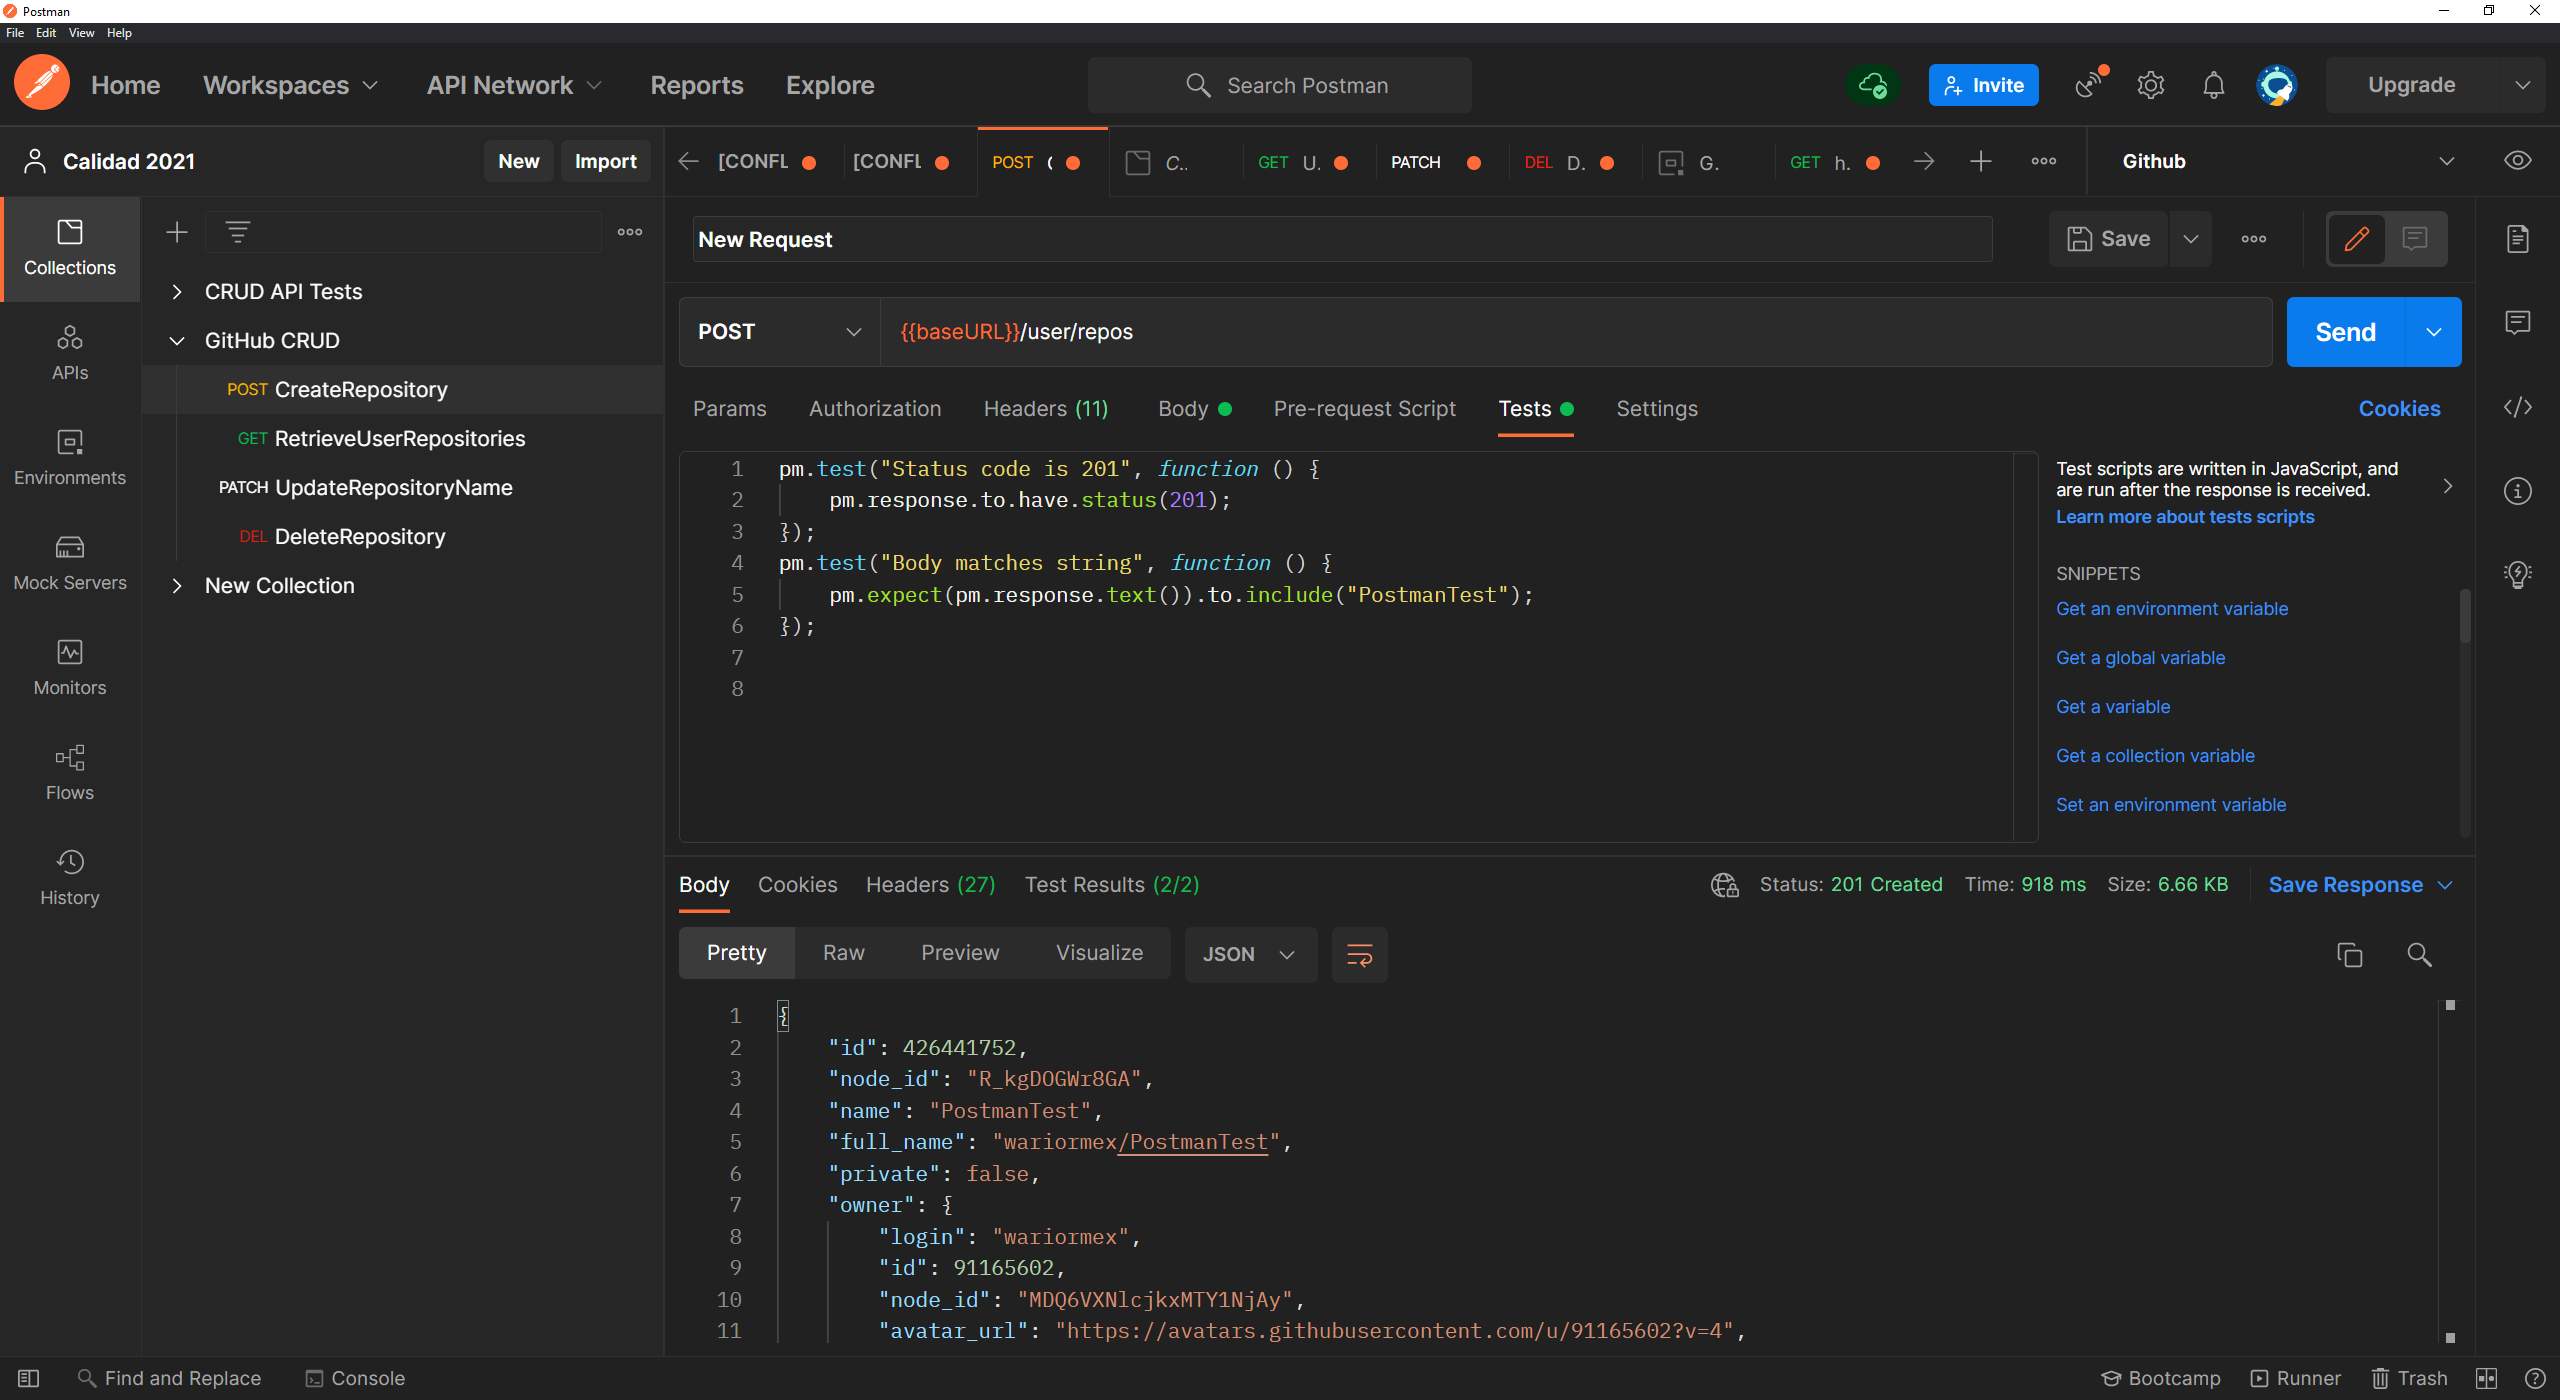 Postman
File Edit View Help
Home Workspaces API Network Reports Explore Search Postman Invite Upgrade
Calidad 2021 New Import [CONFL [CONFL POST C.. GET U. PATCH DEL D. G. GET h. Github
Collections
APIs
Environments
Mock Servers
Monitors
Flows
History
CRUD API Tests
GitHub CRUD
POST CreateRepository
GET RetrieveUserRepositories
PATCH UpdateRepositoryName
DEL DeleteRepository
New Collection
New Request Save
POST {{baseURL}}/user/repos Send
Params Authorization Headers (11) Body Pre-request Script Tests Settings Cookies
1 pm.test("Status code is 201", function () {
2 pm.response.to.have.status(201);
3 });
4 pm.test("Body matches string", function () {
5 pm.expect(pm.response.text()).to.include("PostmanTest");
6 });
7
8
Test scripts are written in JavaScript, and
are run after the response is received.
Learn more about tests scripts
SNIPPETS
Get an environment variable
Get a global variable
Get a variable
Get a collection variable
Set an environment variable
Body Cookies Headers (27) Test Results (2/2) Status: 201 Created Time: 918 ms Size: 6.66 KB Save Response
Pretty Raw Preview Visualize JSON
1 {
2 "id": 426441752,
3 "node_id": "R_kgDOGWr8GA",
4 "name": "PostmanTest",
5 "full_name": "wariormex/PostmanTest",
6 "private": false,
7 "owner": {
8 "login": "wariormex",
9 "id": 91165602,
10 "node_id": "MDQ6VXNlcjkxMTY1NjAy",
11 "avatar_url": "https://avatars.githubusercontent.com/u/91165602?v=4",
Find and Replace Console Bootcamp Runner Trash